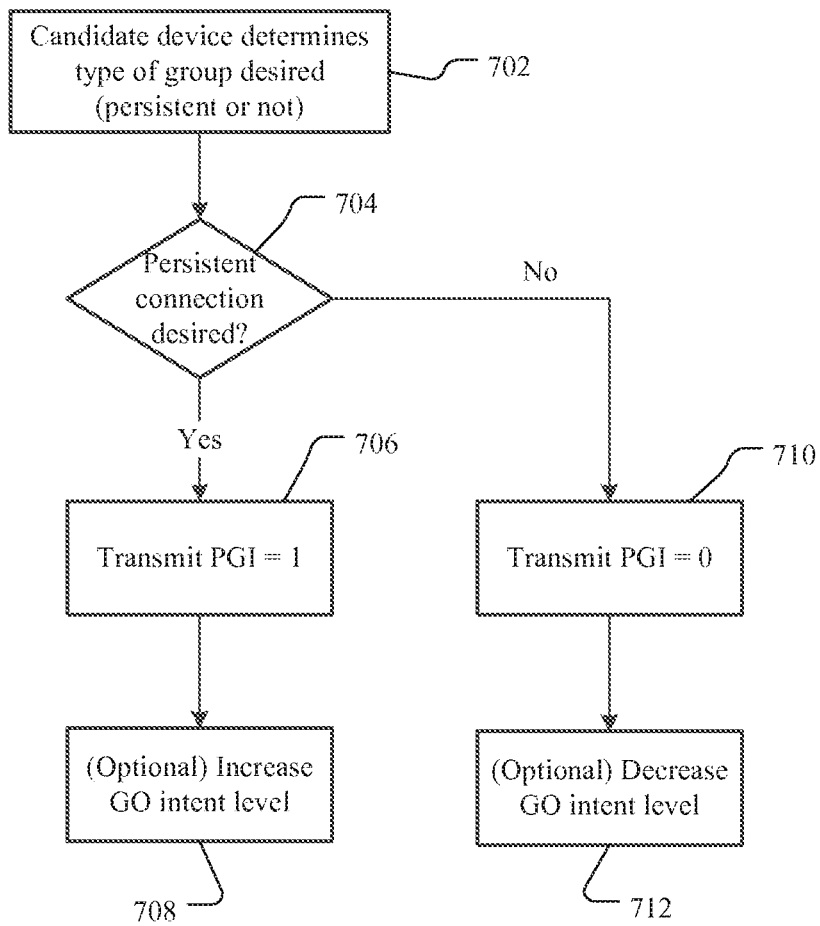 Candidate device determines
type of group desired
(persistent or not)
702
704
Persistent
connection
desired?
No
Yes
706
710
Transmit PGI = 1
Transmit PGI = 0
(Optional) Increase
GO intent level
(Optional) Decrease
GO intent level
708
712